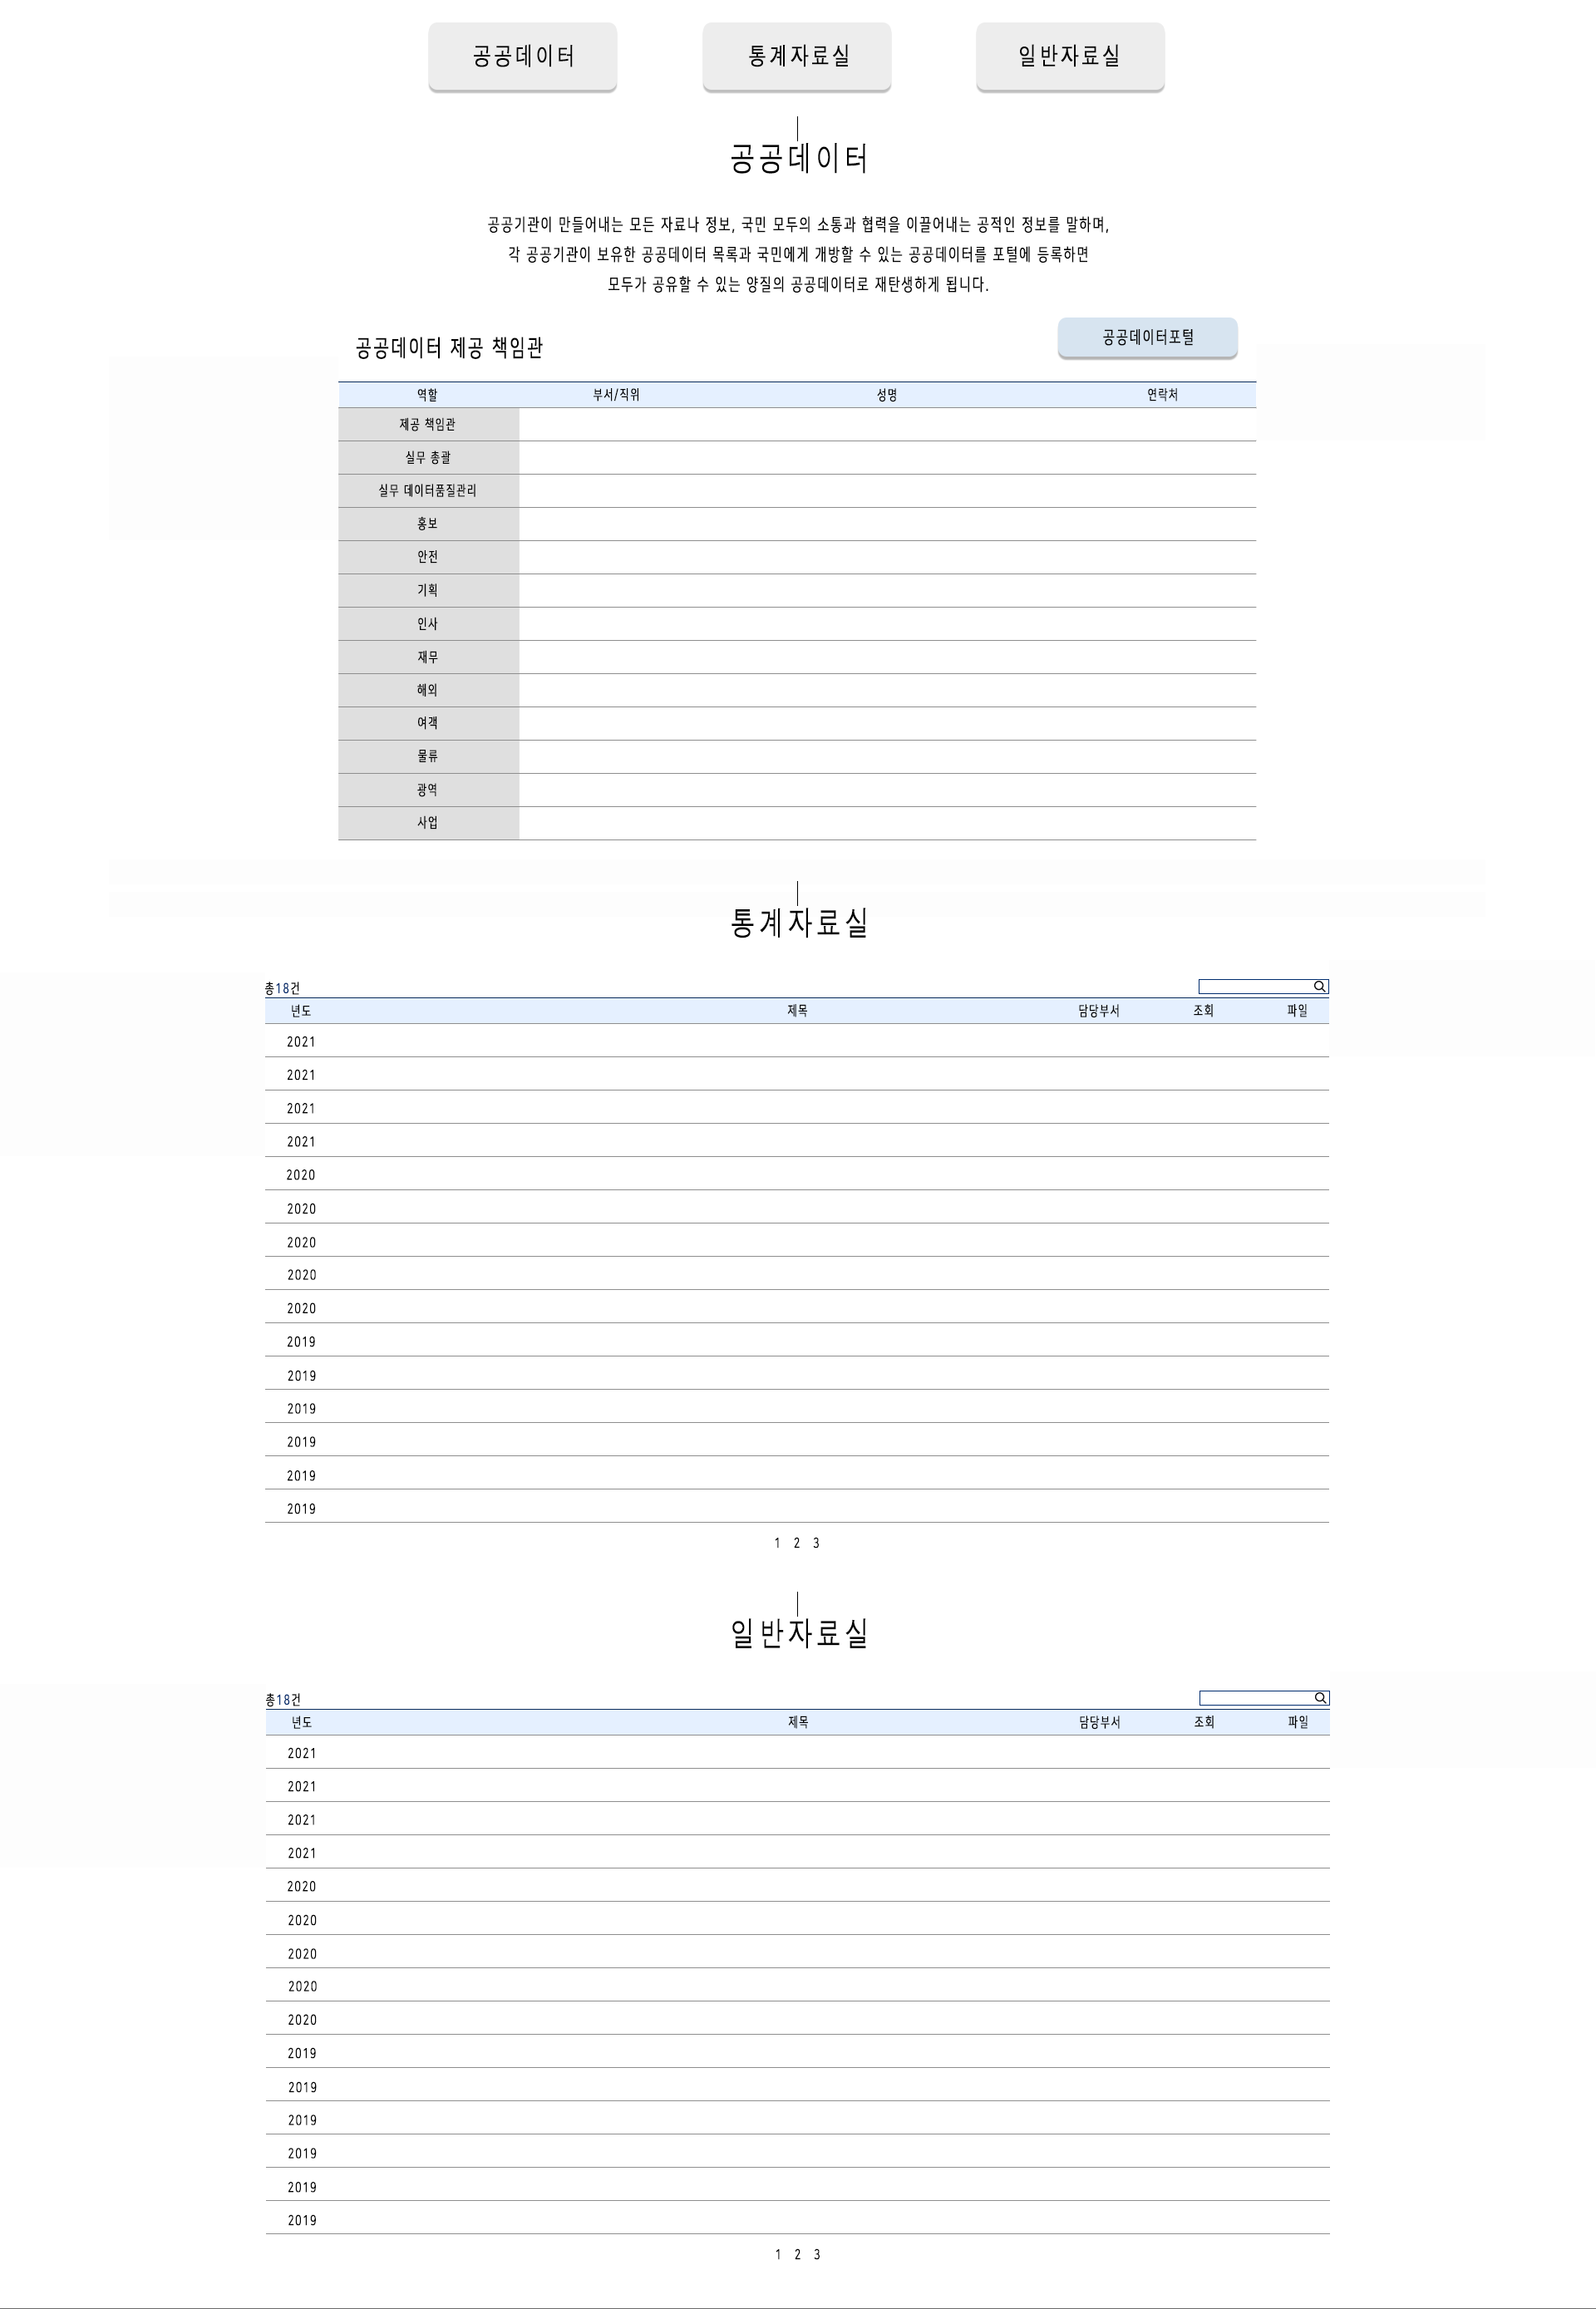 공공데이터 통계자료실 일반자료실
공공데이터
공공기관이 만들어내는 모든 자료나 정보, 국민 모두의 소통과 협력을 이끌어내는 공적인 정보를 말하며,
각 공공기관이 보유한 공공데이터 목록과 국민에게 개방할 수 있는 공공데이터를 포털에 등록하면
모두가 공유할 수 있는 양질의 공공데이터로 재탄생하게 됩니다.
공공데이터포털
공공데이터 제공 책임관
역할 부서/직위 성명 연락처
제공 책임관
실무 총괄
실무 데이터품질관리
홍보
안전
기획
인사
재무
해외
여객
물류
광역
사업
통계자료실
총18건
년도 제목 담당부서 조회 파일
2021
2021
2021
2021
2020
2020
2020
2020
2020
2019
2019
2019
2019
2019
2019
1 2 3
일반자료실
총18건
년도 제목 담당부서 조회 파일
2021
2021
2021
2021
2020
2020
2020
2020
2020
2019
2019
2019
2019
2019
2019
1 2 3